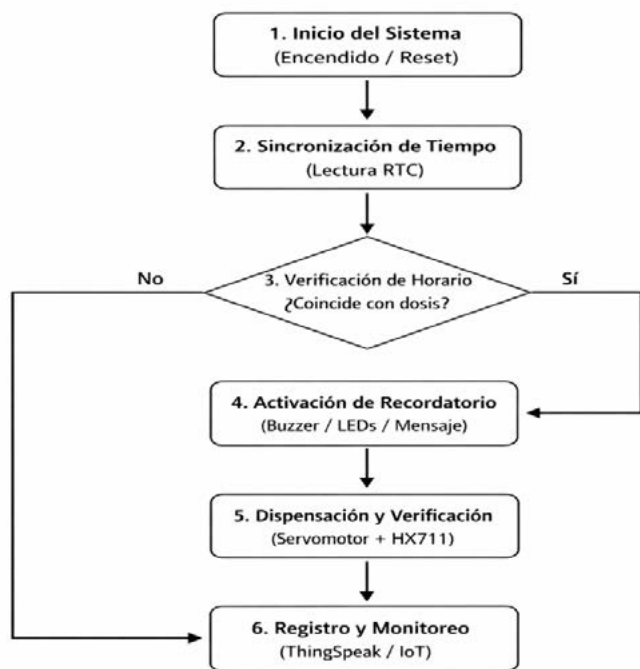 1. Inicio del Sistema
(Encendido / Reset)
2. Sincronización de Tiempo
(Lectura RTC)
No
3. Verificación de Horario
Sí
¿Coincide con dosis?
4. Activación de Recordatorio
(Buzzer / LEDs / Mensaje)
5. Dispensación y Verificación
(Servomotor + HX711)
6. Registro y Monitoreo
(ThingSpeak / IoT)